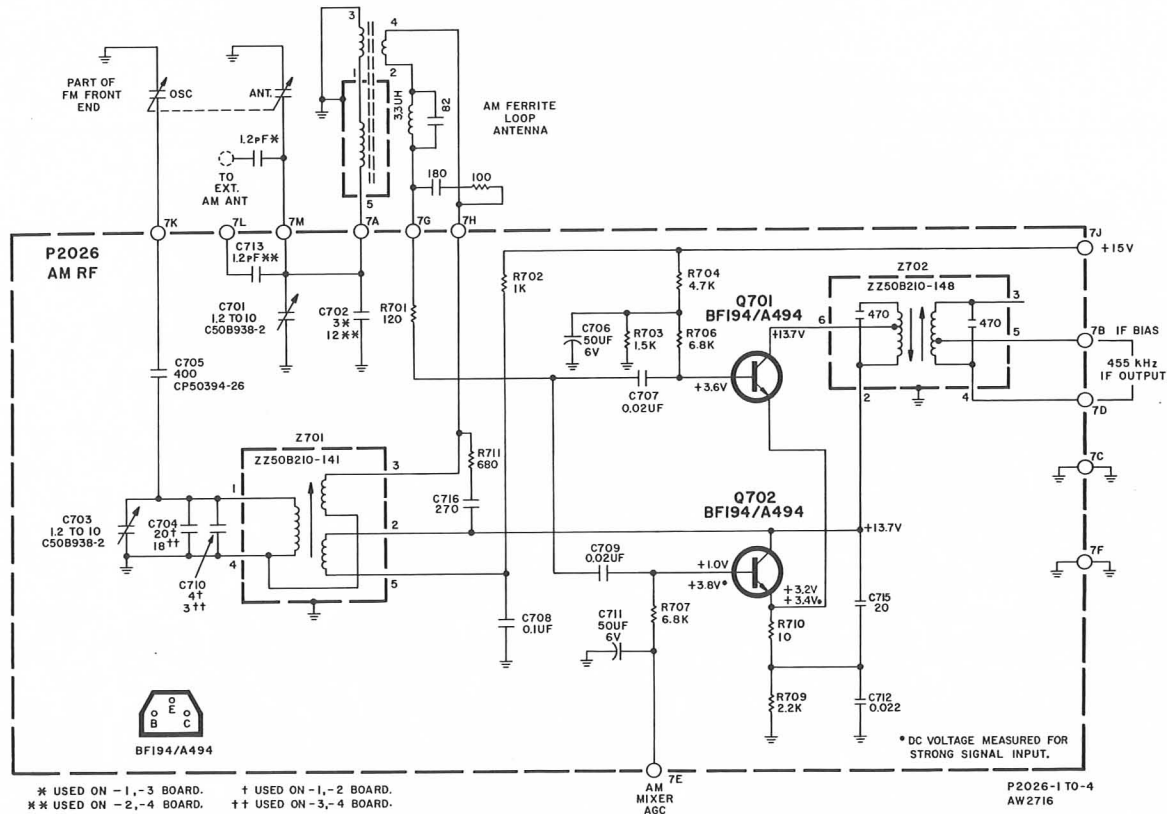 3
4
PART OF
FM FRONT
END
OSC
ANT.
1
2
3.3UH
82
AM FERRITE
LOOP
ANTENNA
1.2pF*
TO
EXT.
AM ANT
180
100
5
7K
7L
7M
7A
7G
7H
7J
+15V
P2026
AM RF
C713
1.2pF**
C701
1.2 TO 10
C50B938-2
C702
3*
12**
R701
120
R702
1K
R704
4.7K
C706
50UF
6V
R703
1.5K
R706
6.8K
Q701
BF194/A494
+13.7V
+3.6V
Z702
ZZ50B210-148
6
470
470
3
5
2
4
7B IF BIAS
455 kHz
IF OUTPUT
7D
C705
400
CP50394-26
C707
0.02UF
Z701
ZZ50B210-141
1
3
2
4
5
R711
680
C716
270
C703
1.2 TO 10
C50B938-2
C704
20†
18††
C710
4†
3††
7C
Q702
BF194/A494
+13.7V
C709
0.02UF
+1.0V
+3.8V•
+3.2V
+3.4V•
7F
C708
0.1UF
C711
50UF
6V
R707
6.8K
R710
10
C715
20
R709
2.2K
C712
0.022
E
B C
BF194/A494
• DC VOLTAGE MEASURED FOR
STRONG SIGNAL INPUT.
7E
AM
MIXER
AGC
* USED ON -1,-3 BOARD. † USED ON -1,-2 BOARD.
** USED ON -2,-4 BOARD. †† USED ON -3,-4 BOARD.
P2026-1 TO-4
AW2716